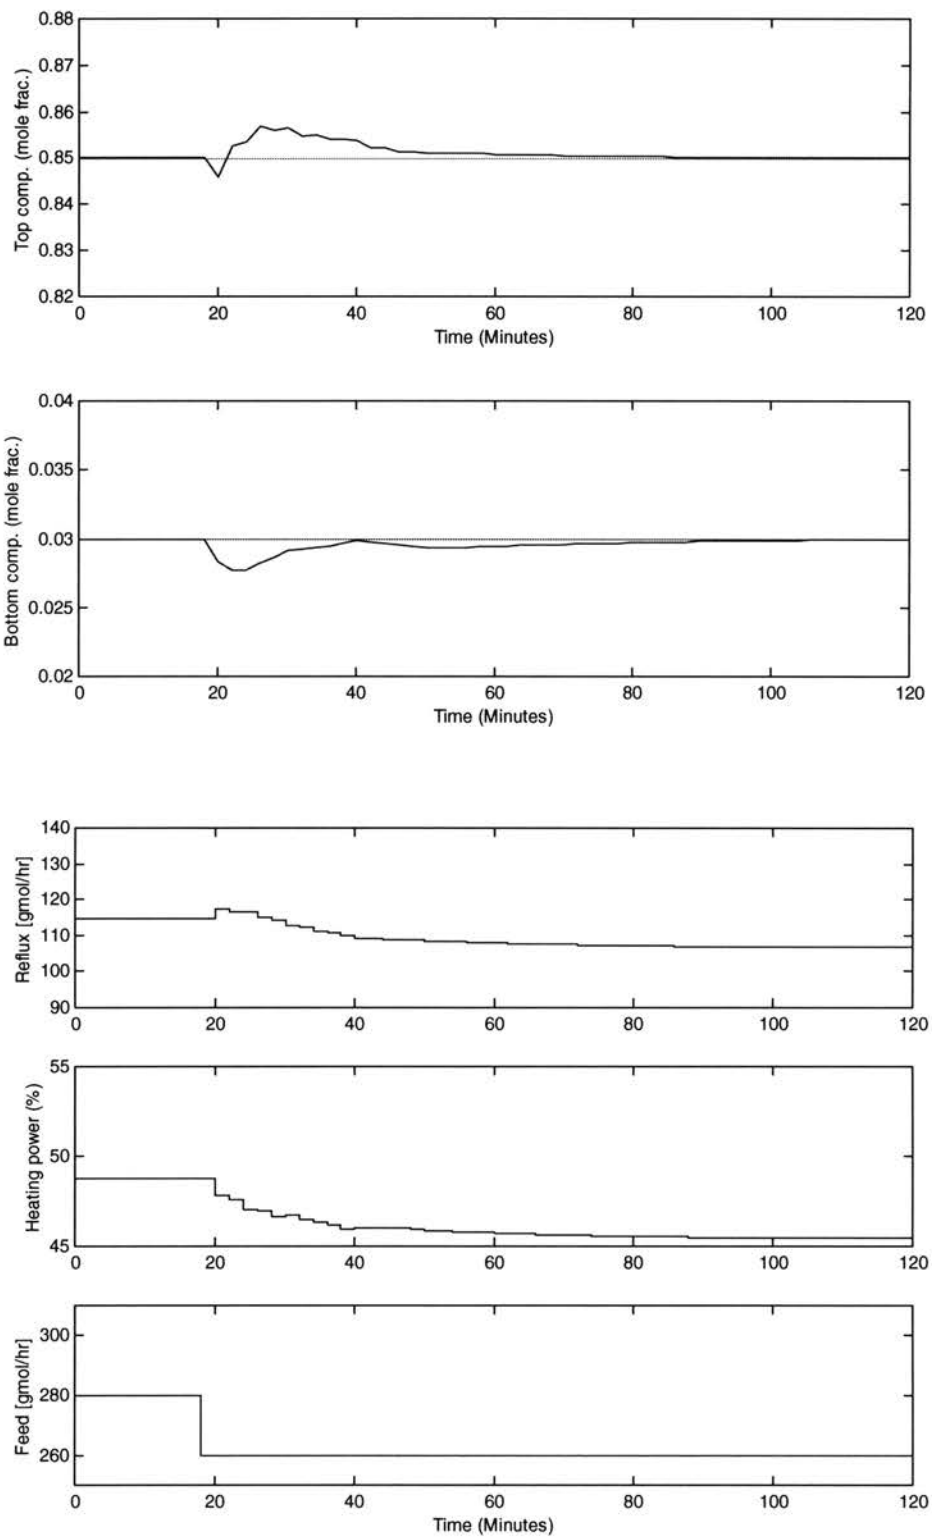 0.88
0.87
0.86
0.85
0.84
0.83
0.82
Top comp. (mole frac.)
0 20 40 60 80 100 120
Time (Minutes)
0.04
0.035
0.03
0.025
0.02
Bottom comp. (mole frac.)
0 20 40 60 80 100 120
Time (Minutes)
140
130
120
110
100
90
Reflux [gmol/hr]
0 20 40 60 80 100 120
55
50
45
Heating power (%)
0 20 40 60 80 100 120
300
280
260
Feed [gmol/hr]
0 20 40 60 80 100 120
Time (Minutes)